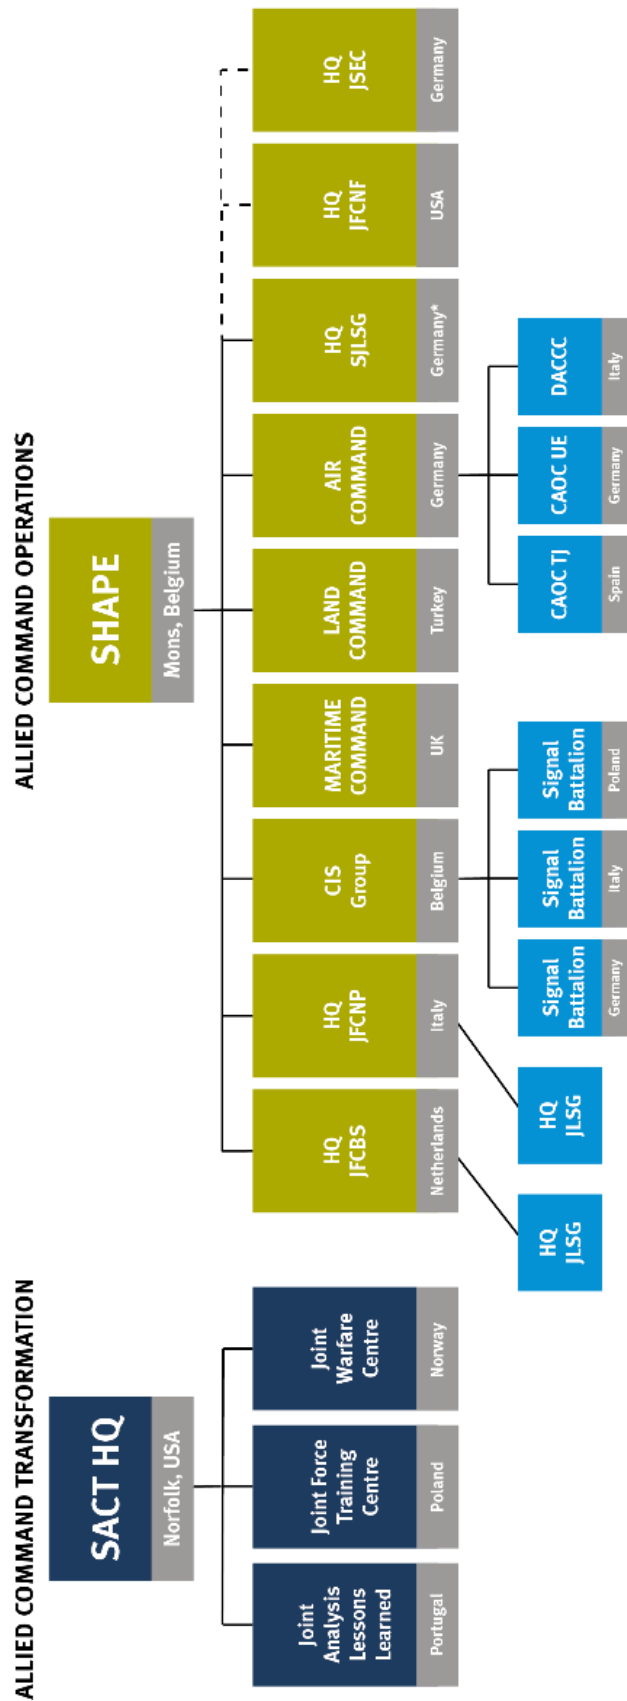 ALLIED COMMAND TRANSFORMATION
SACT HQ
Norfolk, USA
Joint
Analysis
Lessons
Learned
Portugal
Joint Force
Training
Centre
Poland
Joint
Warfare
Centre
Norway
ALLIED COMMAND OPERATIONS
SHAPE
Mons, Belgium
HQ
JFCBS
Netherlands
HQ
JFCNP
Italy
CIS
Group
Belgium
MARITIME
COMMAND
UK
LAND
COMMAND
Turkey
AIR
COMMAND
Germany
HQ
SJLSG
Germany*
HQ
JFCNF
USA
HQ
JSEC
Germany
HQ
JLSG
HQ
JLSG
Signal
Battalion
Germany
Signal
Battalion
Italy
Signal
Battalion
Poland
CAOC TJ
Spain
CAOC UE
Germany
DACCC
Italy